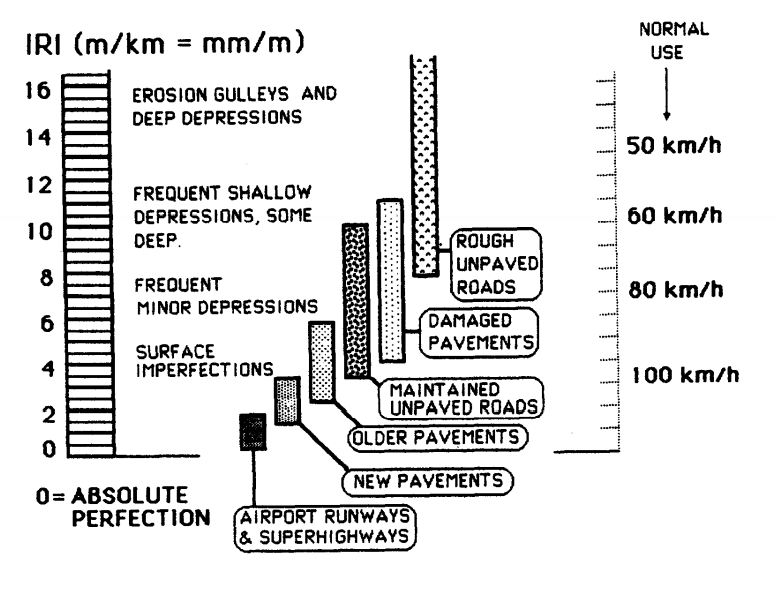 IRI (m/km = mm/m)
NORMAL
USE
16
14
12
10
8
6
4
2
0
EROSION GULLEYS AND
DEEP DEPRESSIONS
FREQUENT SHALLOW
DEPRESSIONS, SOME
DEEP.
FREQUENT
MINOR DEPRESSIONS
SURFACE
IMPERFECTIONS
50 km/h
60 km/h
80 km/h
100 km/h
ROUGH
UNPAVED
ROADS
DAMAGED
PAVEMENTS
MAINTAINED
UNPAVED ROADS
OLDER PAVEMENTS
NEW PAVEMENTS
AIRPORT RUNWAYS
& SUPERHIGHWAYS
0= ABSOLUTE
PERFECTION